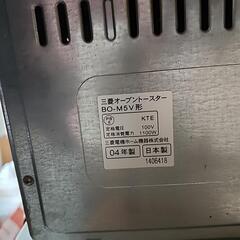 三菱オーブントースター
BO-M5V形
PS
E
KTE
定格電圧 100V
定格消費電力 1100W
三菱電機ホーム機器株式会社
04年製 日本製
1406418